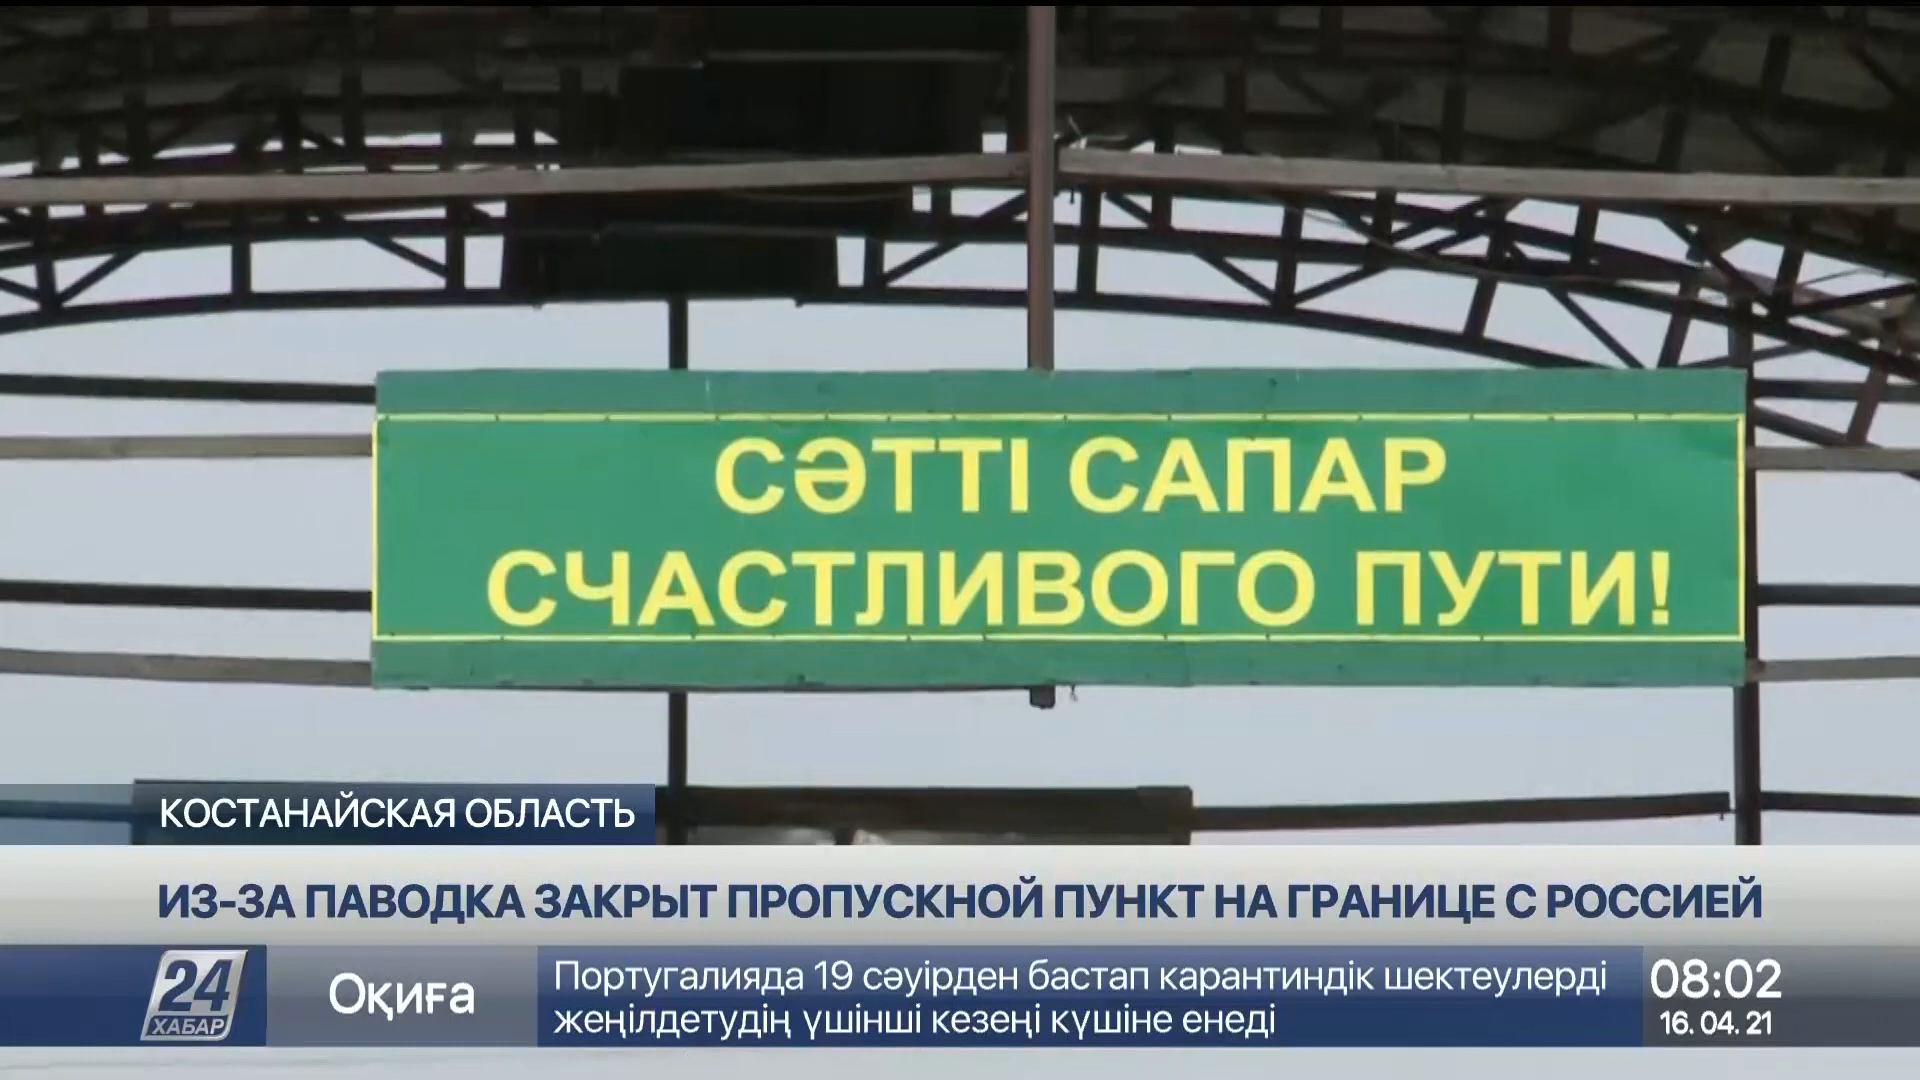 СӘТТІ САПАР
СЧАСТЛИВОГО ПУТИ!
КОСТАНАЙСКАЯ ОБЛАСТЬ
ИЗ-ЗА ПАВОДКА ЗАКРЫТ ПРОПУСКНОЙ ПУНКТ НА ГРАНИЦЕ С РОССИЕЙ
24
ХАБАР
Оқиға
Португалияда 19 сәуірден бастап карантиндік шектеулерді
жеңілдетудің үшінші кезеңі күшіне енеді
08:02
16. 04. 21